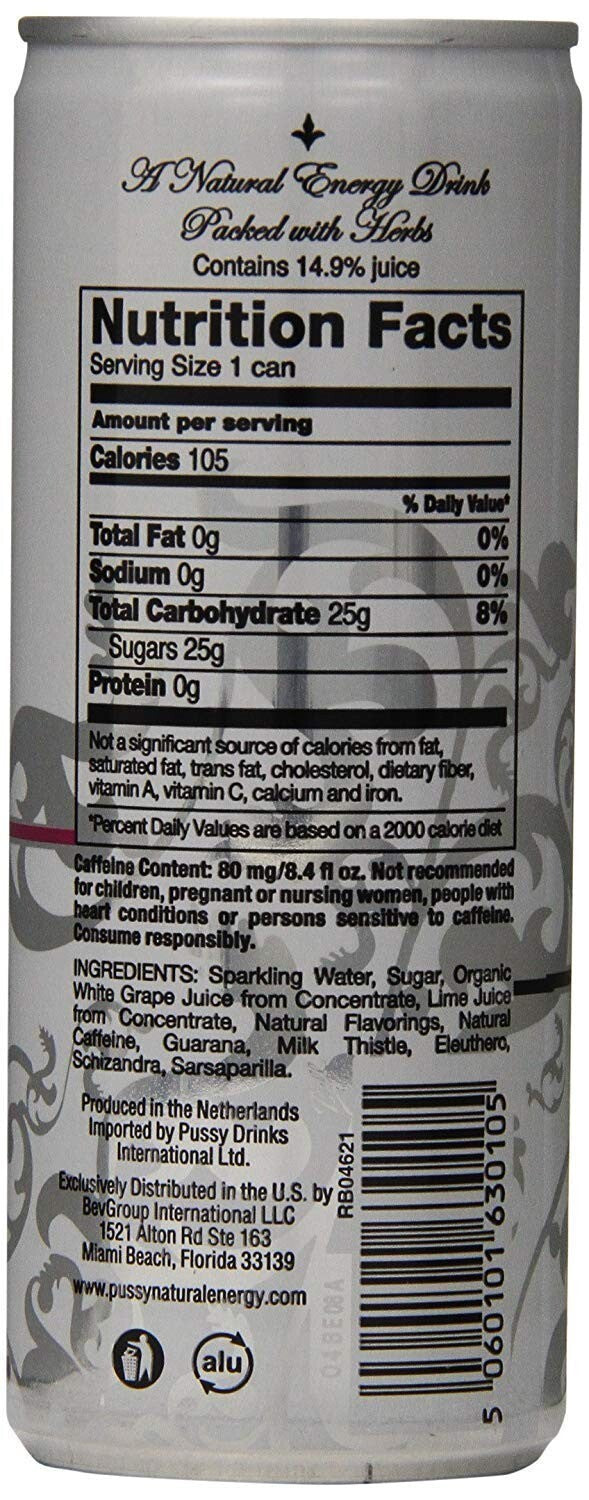 A Natural Energy Drink
Packed with Herbs
Contains 14.9% juice
Nutrition Facts
Serving Size 1 can
Amount per serving
Calories 105
% Daily Value*
Total Fat 0g 0%
Sodium 0g 0%
Total Carbohydrate 25g 8%
Sugars 25g
Protein 0g
Not a significant source of calories from fat,
saturated fat, trans fat, cholesterol, dietary fiber,
vitamin A, vitamin C, calcium and iron.
*Percent Daily Values are based on a 2000 calorie diet
Caffeine Content: 80 mg/8.4 fl oz. Not recommended
for children, pregnant or nursing women, people with
heart conditions or persons sensitive to caffeine.
Consume responsibly.
INGREDIENTS: Sparkling Water, Sugar, Organic
White Grape Juice from Concentrate, Lime Juice
from Concentrate, Natural Flavorings, Natural
Caffeine, Guarana, Milk Thistle, Eleuthero,
Schizandra, Sarsaparilla.
Produced in the Netherlands
Imported by Pussy Drinks
International Ltd.
Exclusively Distributed in the U.S. by
BevGroup International LLC
1521 Alton Rd Ste 163
Miami Beach, Florida 33139
www.pussynaturalenergy.com
alu
RB04621
5 060101 630105